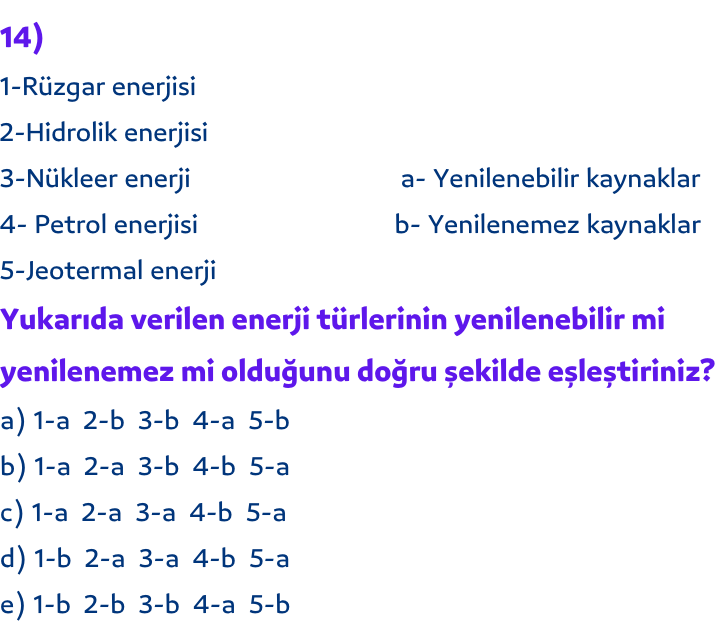 14)
1-Rüzgar enerjisi
2-Hidrolik enerjisi
3-Nükleer enerji a- Yenilenebilir kaynaklar
4- Petrol enerjisi b- Yenilenemez kaynaklar
5-Jeotermal enerji
Yukarıda verilen enerji türlerinin yenilenebilir mi
yenilenemez mi olduğunu doğru şekilde eşleştiriniz?
a) 1-a 2-b 3-b 4-a 5-b
b) 1-a 2-a 3-b 4-b 5-a
c) 1-a 2-a 3-a 4-b 5-a
d) 1-b 2-a 3-a 4-b 5-a
e) 1-b 2-b 3-b 4-a 5-b